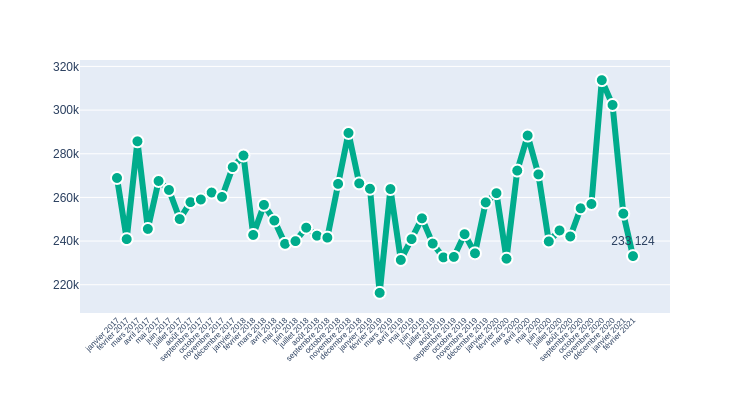 320k
300k
280k
260k
240k
220k
233,124
janvier 2017
février 2017
mars 2017
avril 2017
mai 2017
juin 2017
juillet 2017
août 2017
septembre 2017
octobre 2017
novembre 2017
décembre 2017
janvier 2018
février 2018
mars 2018
avril 2018
mai 2018
juin 2018
juillet 2018
août 2018
septembre 2018
octobre 2018
novembre 2018
décembre 2018
janvier 2019
février 2019
mars 2019
avril 2019
mai 2019
juin 2019
juillet 2019
août 2019
septembre 2019
octobre 2019
novembre 2019
décembre 2019
janvier 2020
février 2020
mars 2020
avril 2020
mai 2020
juin 2020
juillet 2020
août 2020
septembre 2020
octobre 2020
novembre 2020
décembre 2020
janvier 2021
février 2021